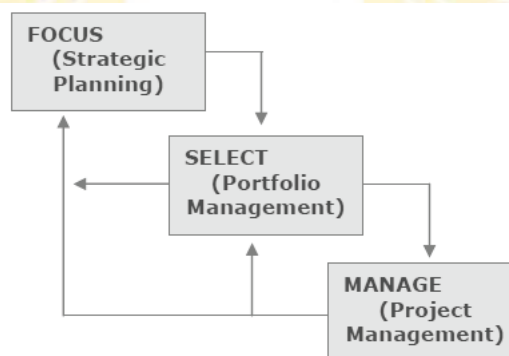 FOCUS
(Strategic
Planning)
SELECT
(Portfolio
Management)
MANAGE
(Project
Management)